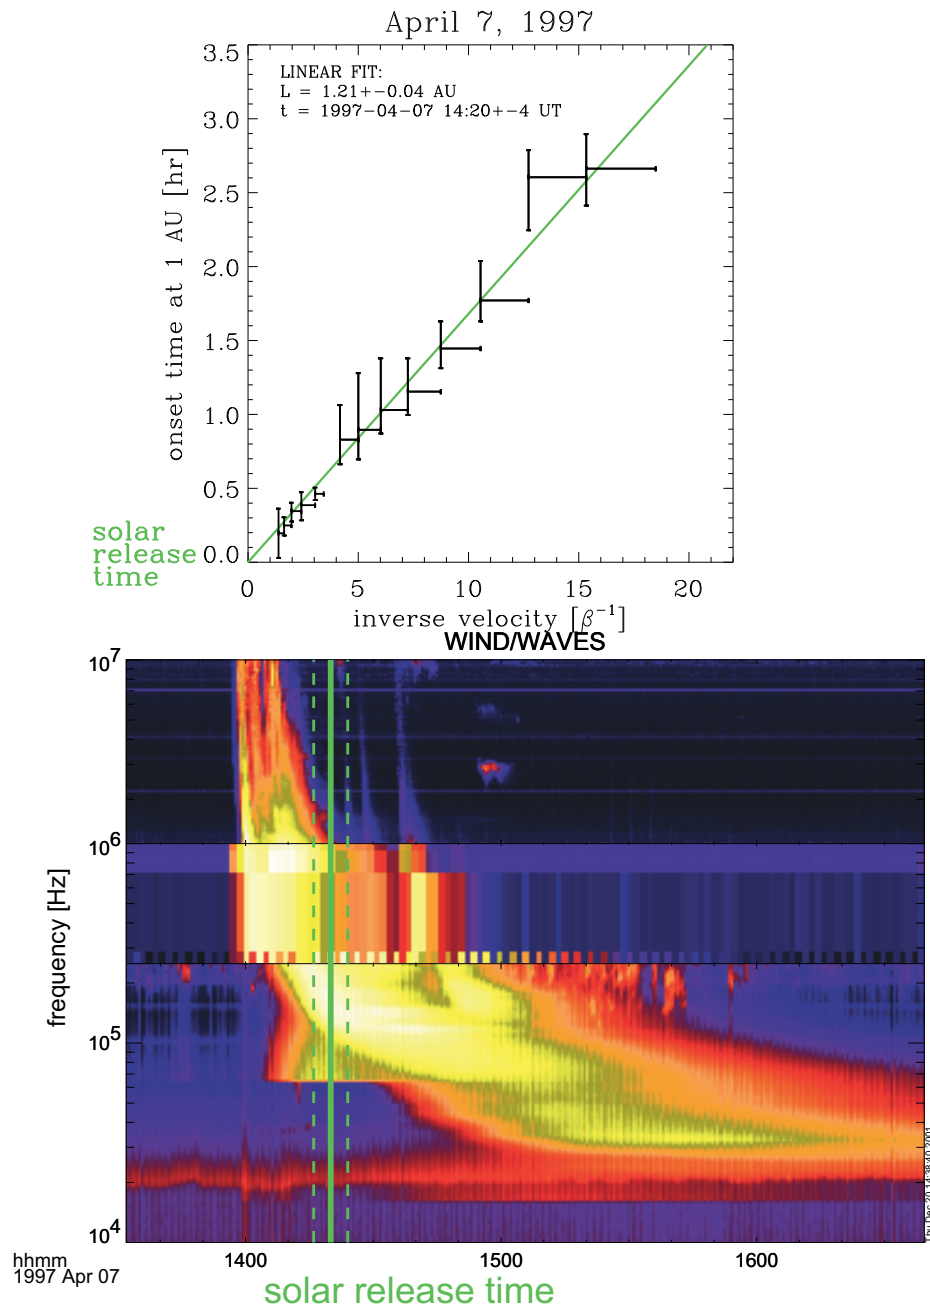 April 7, 1997
LINEAR FIT:
L = 1.21+-0.04 AU
t = 1997-04-07 14:20+-4 UT
onset time at 1 AU [hr]
3.5
3.0
2.5
2.0
1.5
1.0
0.5
0.0
solar
release
time
0 5 10 15 20
inverse velocity [β⁻¹]
WIND/WAVES
frequency [Hz]
10⁷
10⁶
10⁵
10⁴
hhmm
1997 Apr 07
1400 1500 1600
solar release time